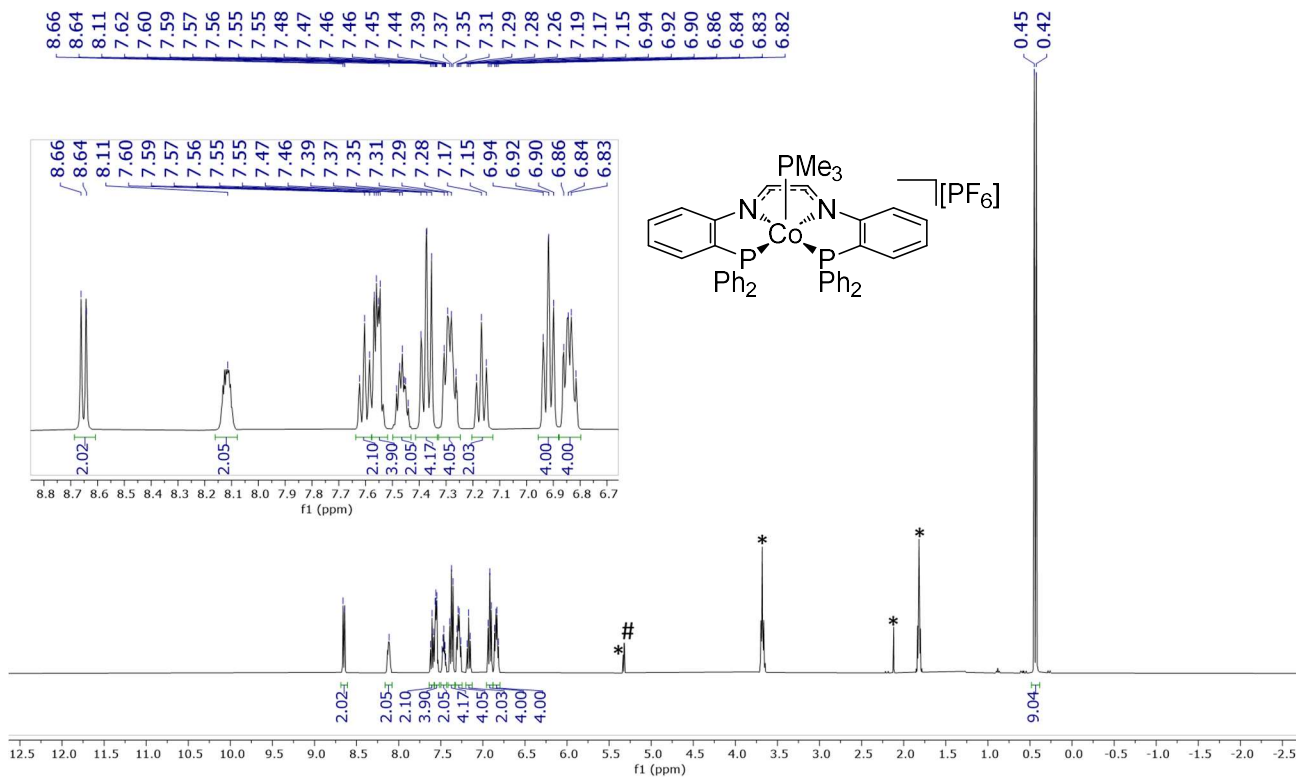 8.66 8.64 8.11 7.62 7.60 7.59 7.57 7.56 7.55 7.55 7.48 7.47 7.46 7.46 7.45 7.44 7.39 7.37 7.35 7.31 7.29 7.28 7.26 7.19 7.17 7.15 6.94 6.92 6.90 6.86 6.84 6.83 6.82 0.45 0.42
8.66 8.64 8.11 7.60 7.59 7.57 7.56 7.55 7.55 7.47 7.46 7.39 7.37 7.35 7.31 7.29 7.28 7.17 7.15 6.94 6.92 6.90 6.86 6.84 6.83
2.02 2.05 2.10 3.90 2.05 4.17 4.05 2.03 4.00 4.00
8.8 8.7 8.6 8.5 8.4 8.3 8.2 8.1 8.0 7.9 7.8 7.7 7.6 7.5 7.4 7.3 7.2 7.1 7.0 6.9 6.8 6.7
f1 (ppm)
PMe3
[PF6]
N N
Co
P P
Ph2 Ph2
* # * * *
2.02 2.05 2.10 3.90 2.05 4.17 4.05 2.03 4.00 4.00 9.04
12.5 12.0 11.5 11.0 10.5 10.0 9.5 9.0 8.5 8.0 7.5 7.0 6.5 6.0 5.5 5.0 4.5 4.0 3.5 3.0 2.5 2.0 1.5 1.0 0.5 0.0 -0.5 -1.0 -1.5 -2.0 -2.5
f1 (ppm)